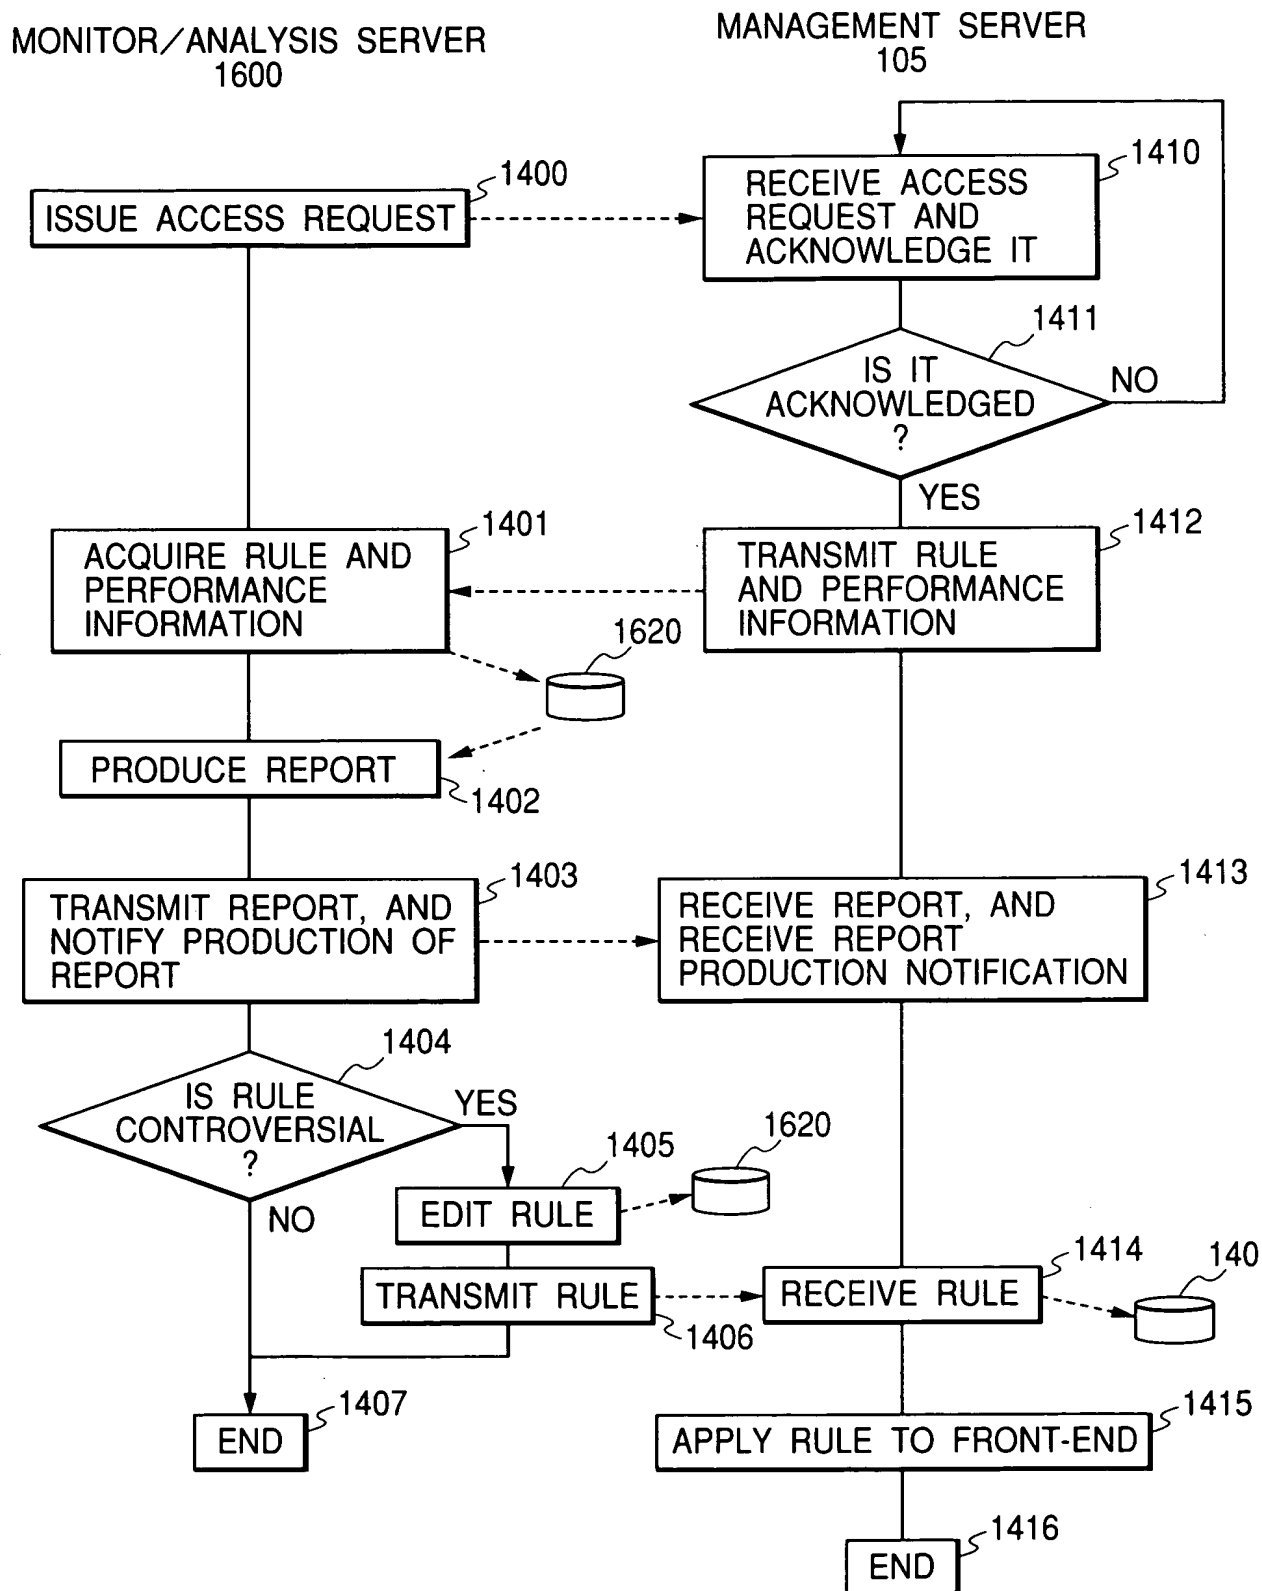 MONITOR/ANALYSIS SERVER
1600
MANAGEMENT SERVER
105
1400
ISSUE ACCESS REQUEST
1410
RECEIVE ACCESS
REQUEST AND
ACKNOWLEDGE IT
1411
IS IT
ACKNOWLEDGED
?
NO
YES
1401
ACQUIRE RULE AND
PERFORMANCE
INFORMATION
1412
TRANSMIT RULE
AND PERFORMANCE
INFORMATION
1620
PRODUCE REPORT
1402
1403
TRANSMIT REPORT, AND
NOTIFY PRODUCTION OF
REPORT
1413
RECEIVE REPORT, AND
RECEIVE REPORT
PRODUCTION NOTIFICATION
1404
IS RULE
CONTROVERSIAL
?
YES
NO
1405
EDIT RULE
1620
TRANSMIT RULE
1406
1414
RECEIVE RULE
140
1407
END
1415
APPLY RULE TO FRONT-END
1416
END